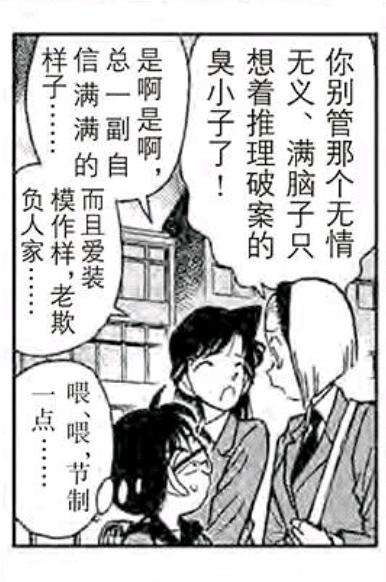 你别管那个无情
无义、满脑子只
想着推理破案的
臭小子了！
是啊是啊，
总一副自
信满满的
样子……
而且爱装
模作样，老欺
负人家……
喂、喂，节制
一点……